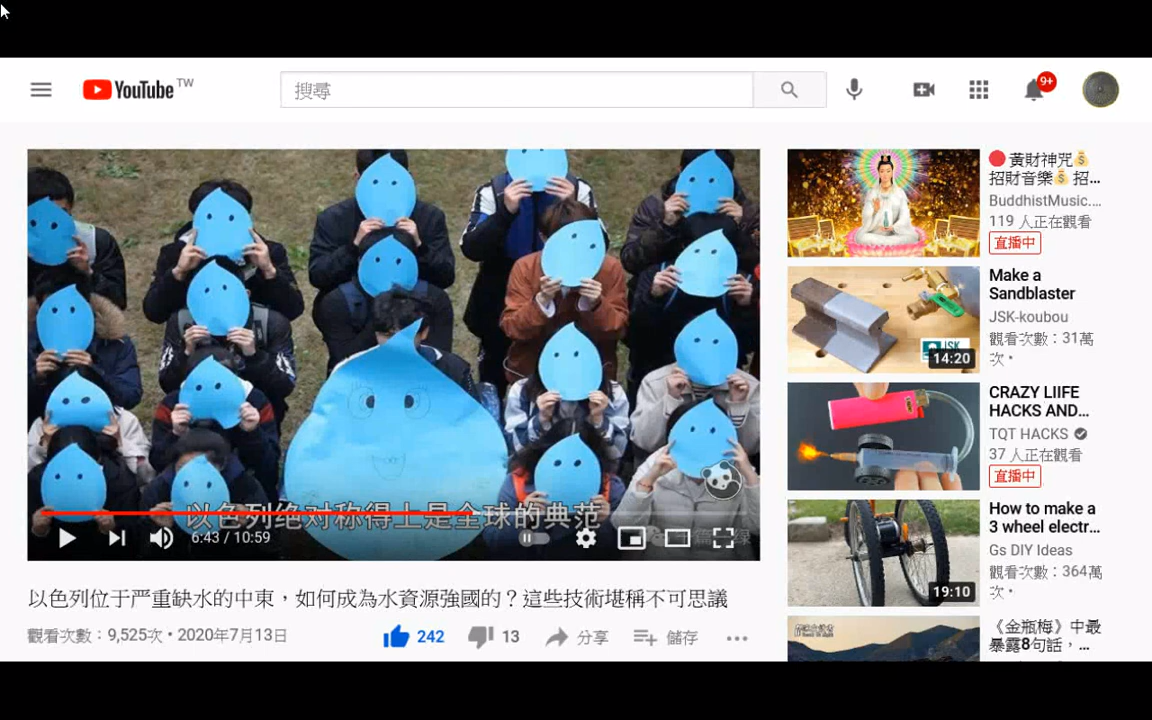 YouTube TW
搜尋
9+
以色列绝对称得上是全球的典范
6:43 / 10:59
以色列位于严重缺水的中東，如何成為水資源強國的？這些技術堪稱不可思議
觀看次數：9,525次 • 2020年7月13日
242
13
分享
儲存
黃財神咒
招財音樂 招...
BuddhistMusic....
119 人正在觀看
直播中
Make a
Sandblaster
JSK-koubou
觀看次數：31萬
次 •
JSK
14:20
CRAZY LIIFE
HACKS AND...
TQT HACKS
37 人正在觀看
直播中
How to make a
3 wheel electr...
Gs DIY Ideas
觀看次數：364萬
次 •
19:10
《金瓶梅》中最
暴露8句話，...